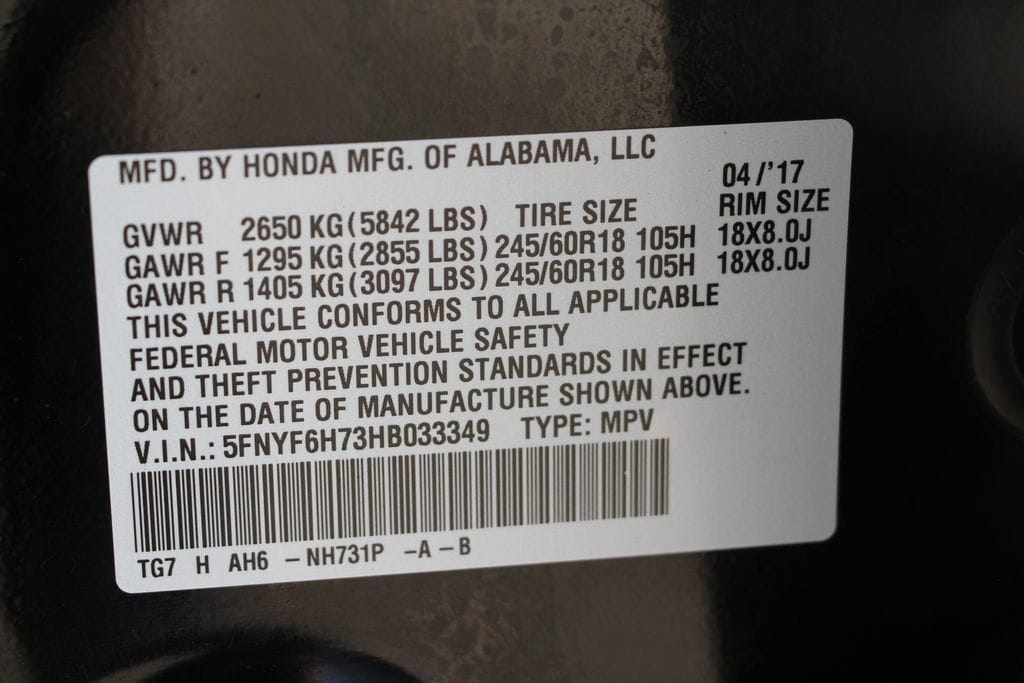 MFD. BY HONDA MFG. OF ALABAMA, LLC
04/'17
GVWR 2650 KG(5842 LBS) TIRE SIZE RIM SIZE
GAWR F 1295 KG(2855 LBS) 245/60R18 105H 18X8.0J
GAWR R 1405 KG(3097 LBS) 245/60R18 105H 18X8.0J
THIS VEHICLE CONFORMS TO ALL APPLICABLE
FEDERAL MOTOR VEHICLE SAFETY
AND THEFT PREVENTION STANDARDS IN EFFECT
ON THE DATE OF MANUFACTURE SHOWN ABOVE.
V.I.N.: 5FNYF6H73HB033349 TYPE: MPV
TG7 H AH6 -NH731P -A-B